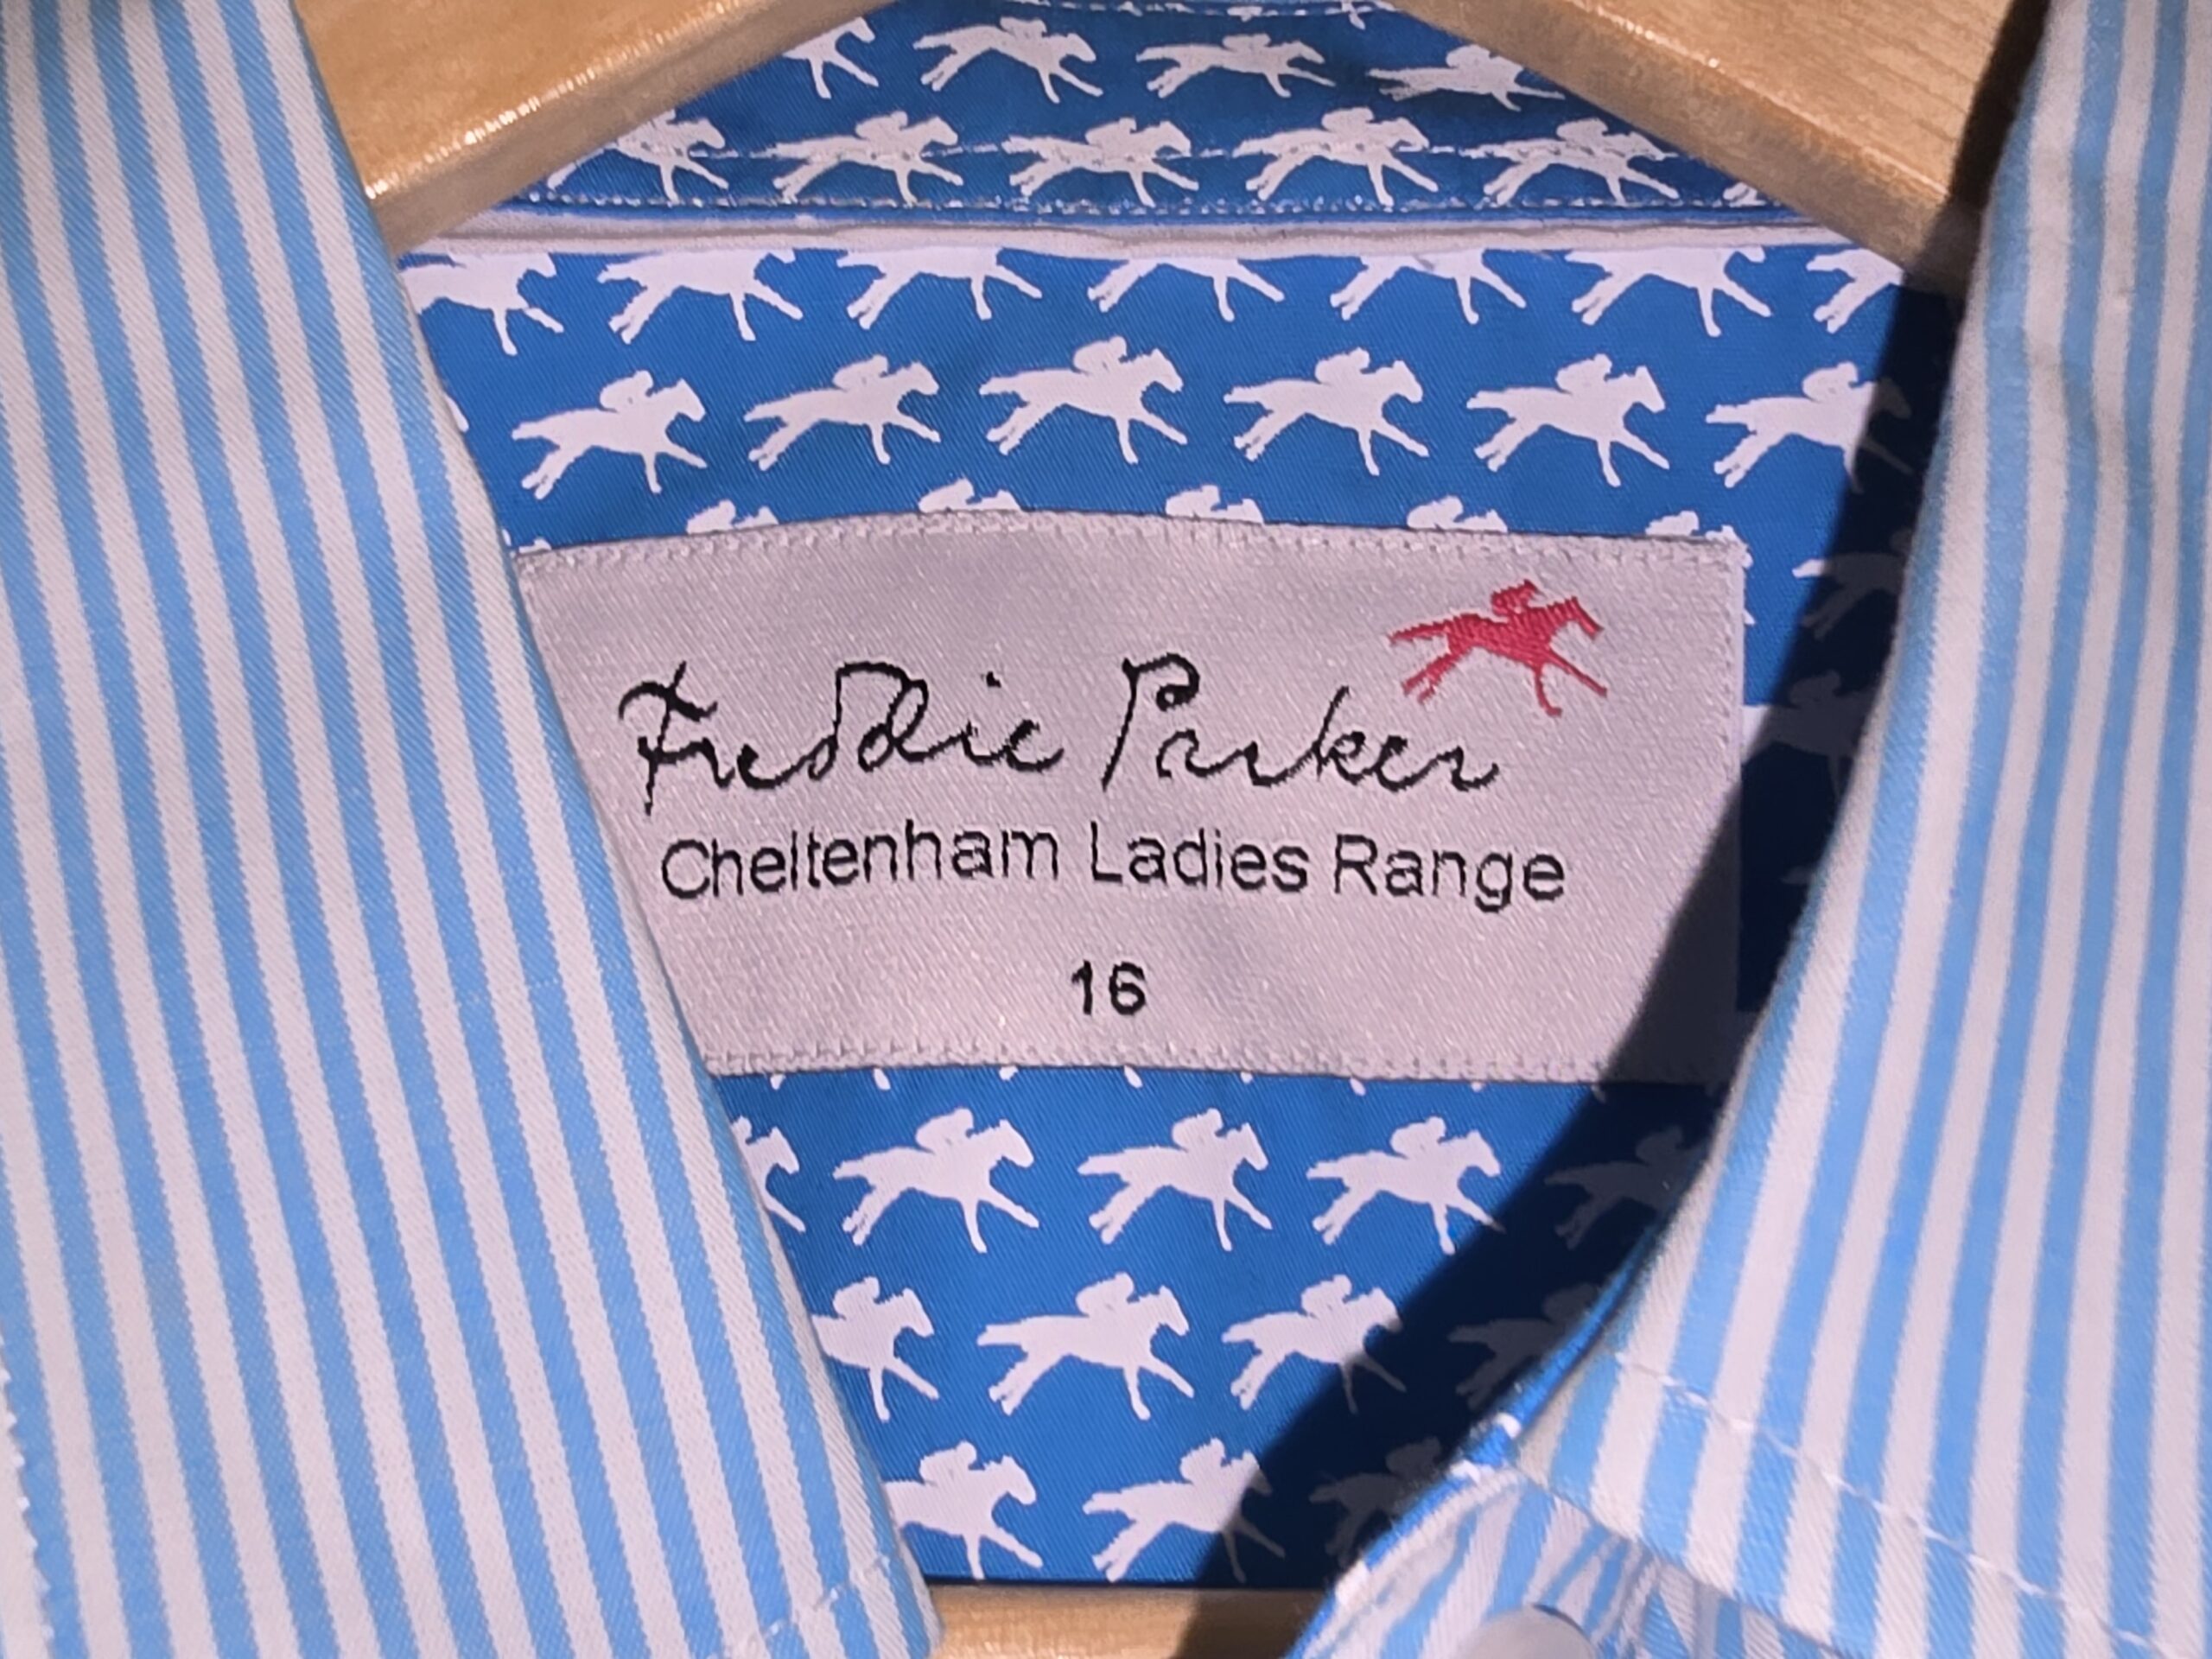 Freddie Parker
Cheltenham Ladies Range
16